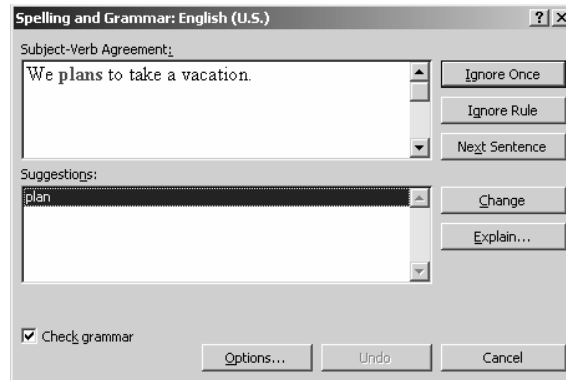 Spelling and Grammar: English (U.S.)
Subject-Verb Agreement:
We plans to take a vacation.
Ignore Once
Ignore Rule
Next Sentence
Suggestions:
plan
Change
Explain...
Check grammar
Options...
Undo
Cancel